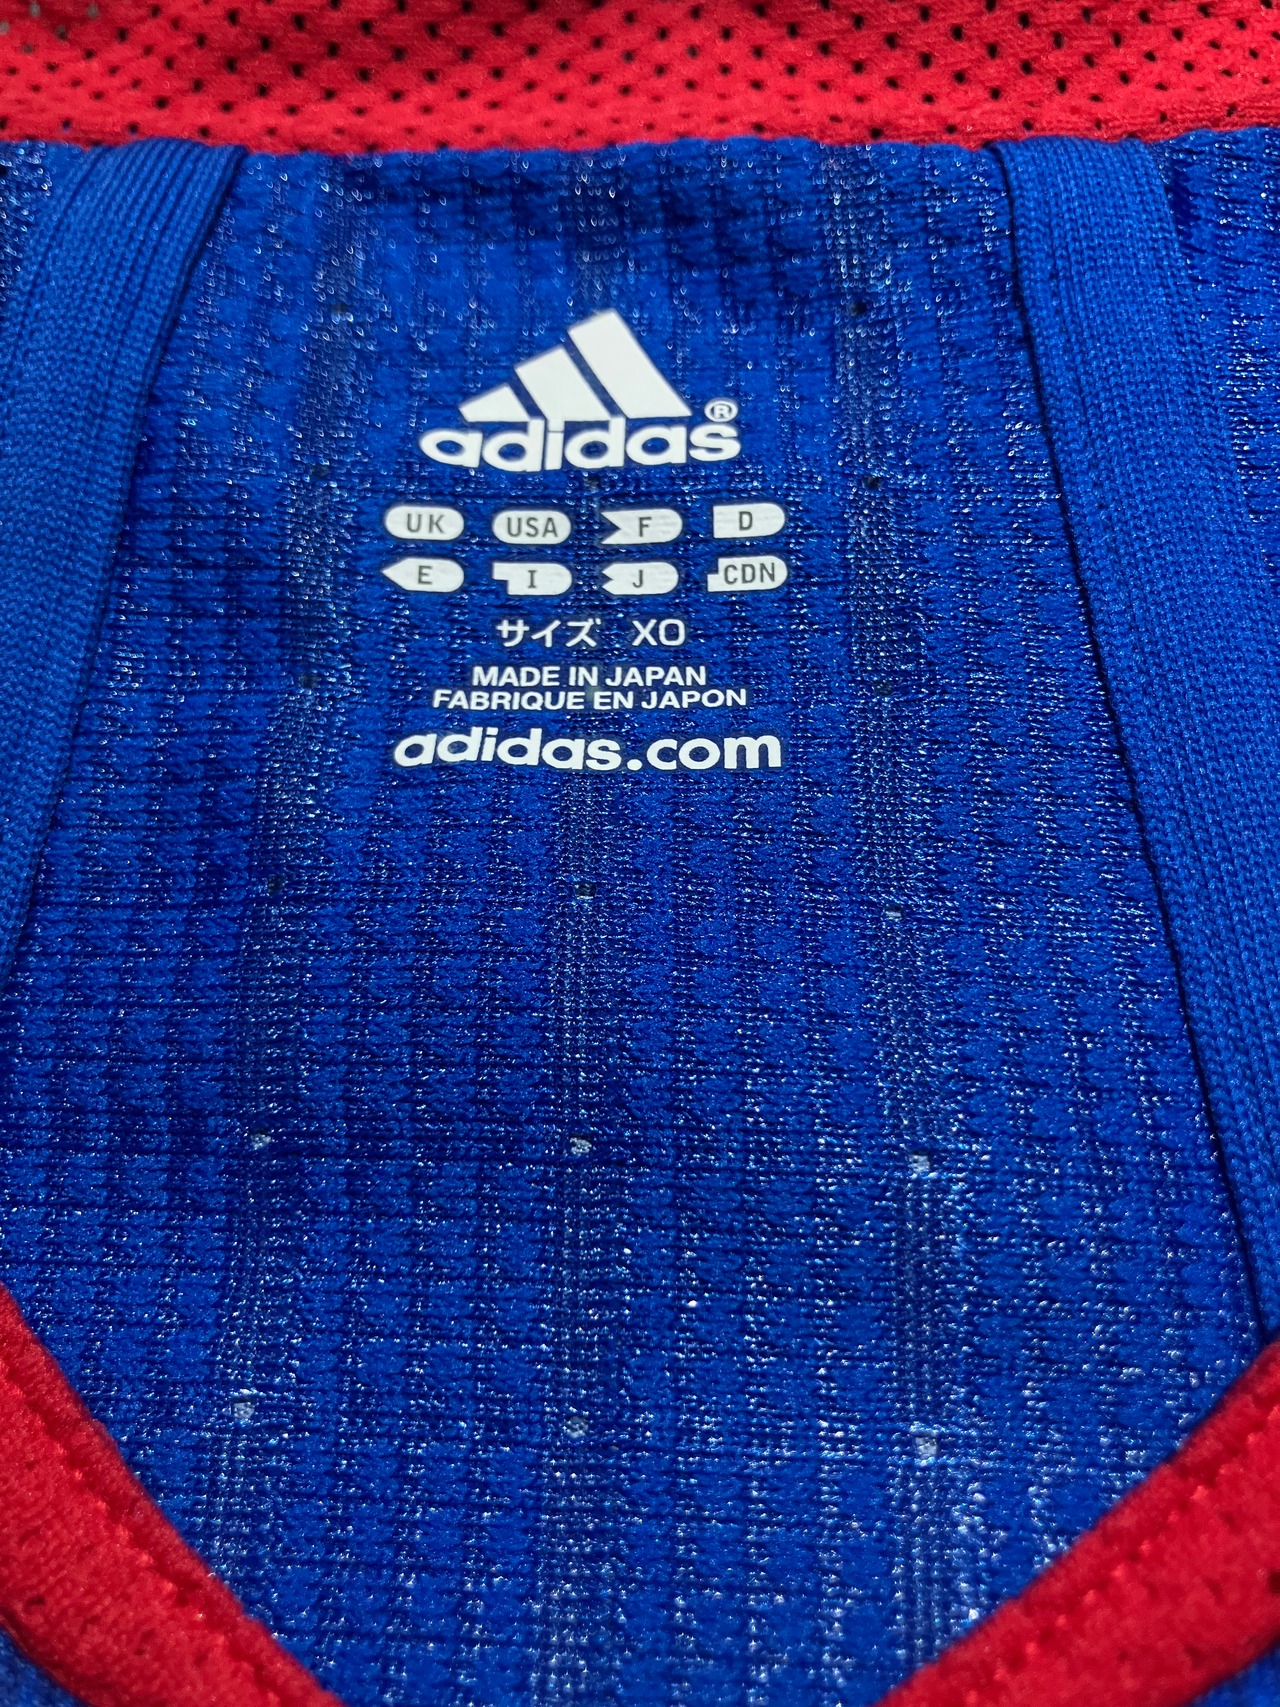 adidas®
UK USA F D
E I J CDN
サイズ XO
MADE IN JAPAN
FABRIQUE EN JAPON
adidas.com